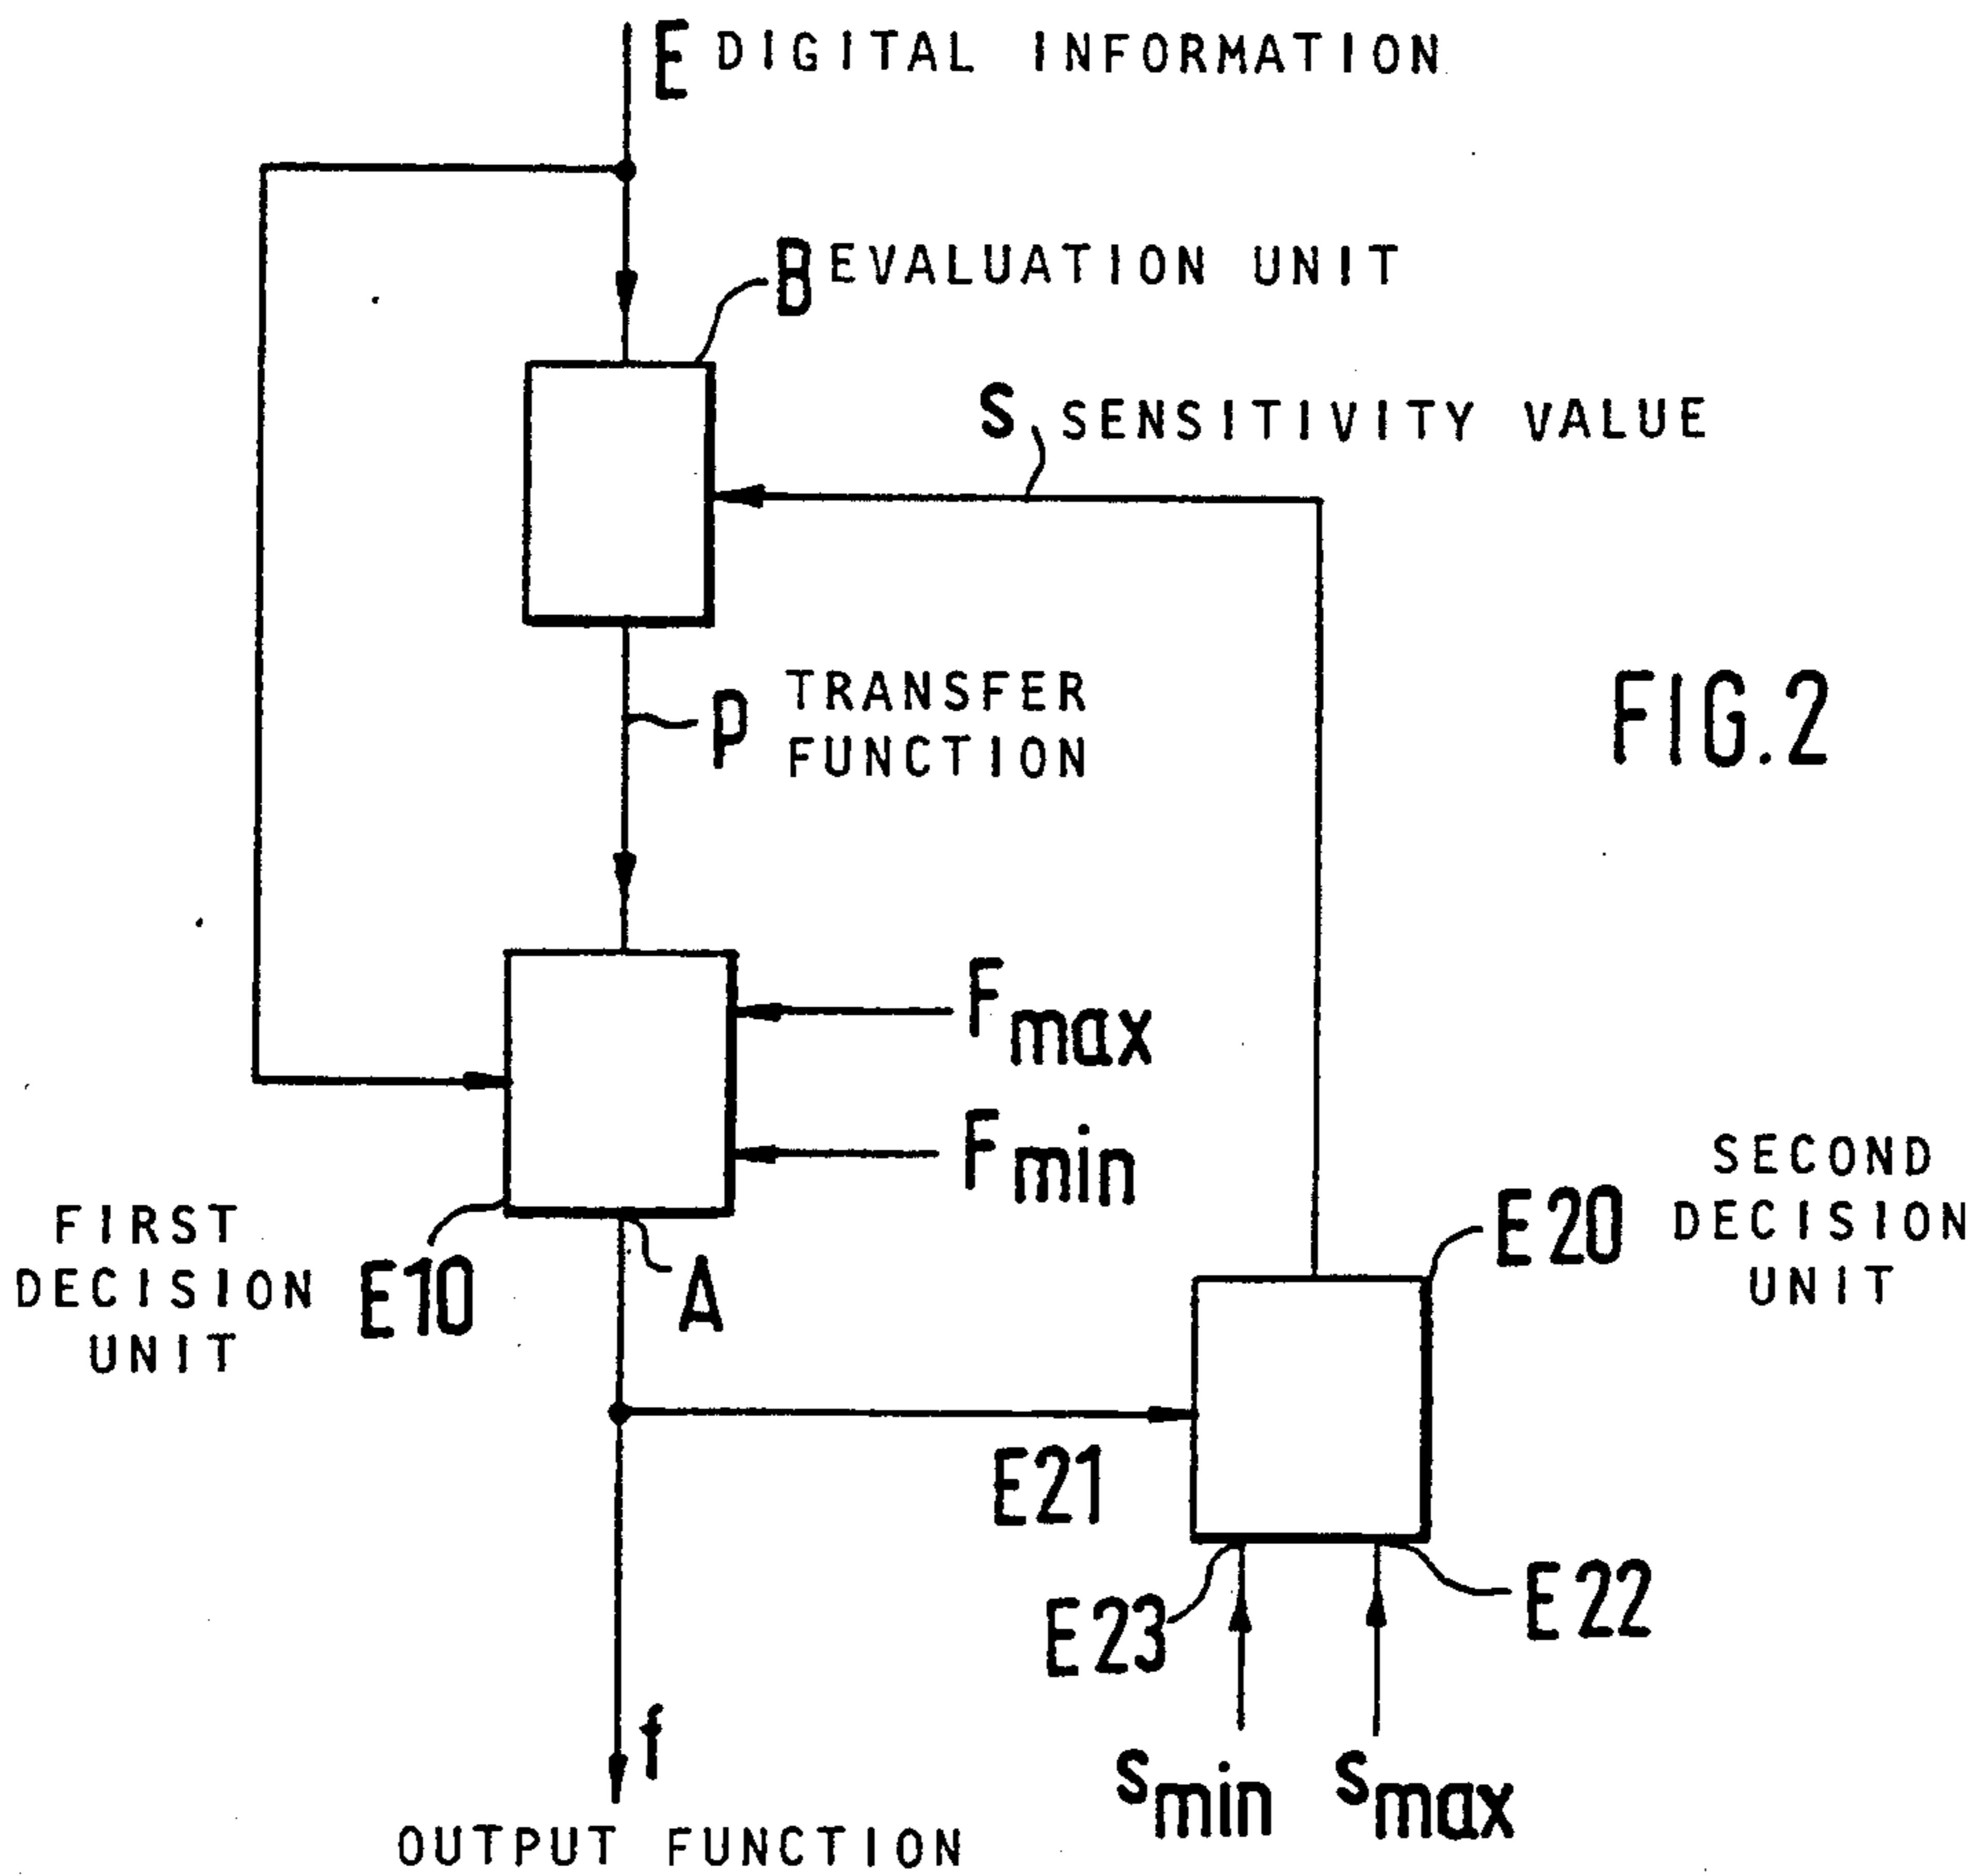 E DIGITAL INFORMATION
B EVALUATION UNIT
S SENSITIVITY VALUE
p TRANSFER
FUNCTION
FIG.2
Fmax
Fmin
FIRST
DECISION
UNIT
E10
A
SECOND
DECISION
UNIT
E20
E21
E23
E22
f
smin
smax
OUTPUT FUNCTION